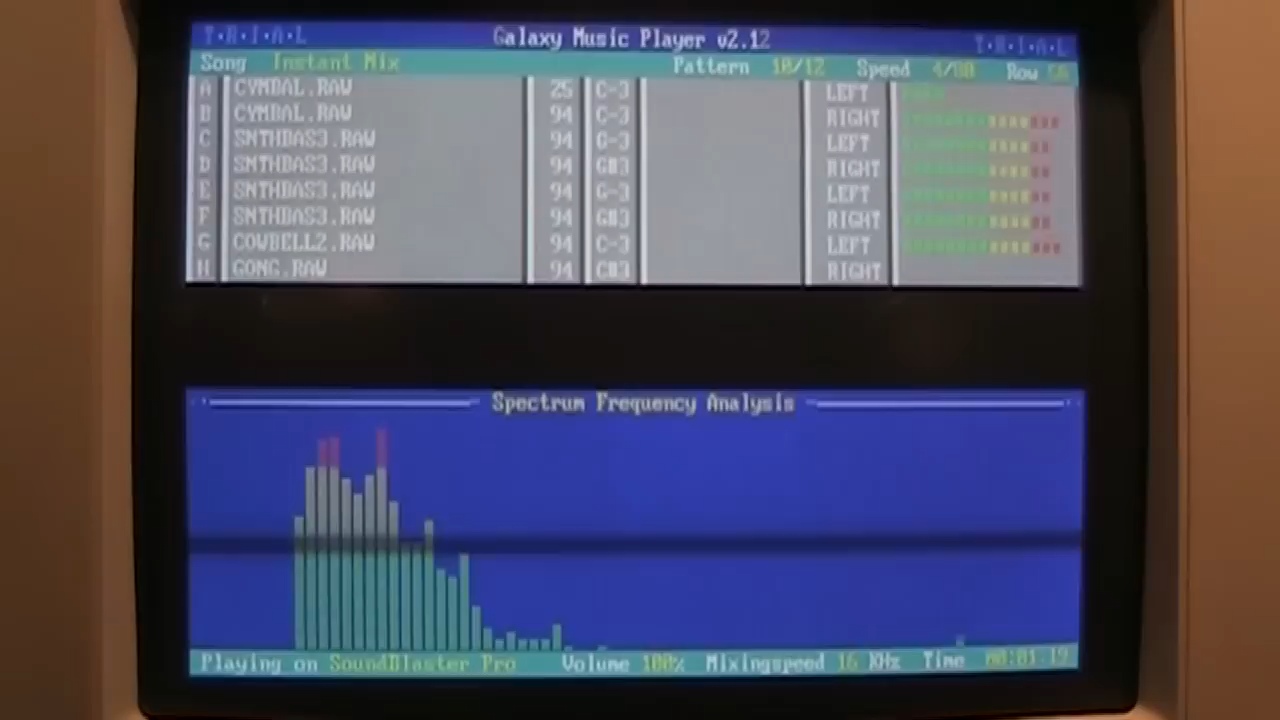 T·R·I·A·L Galaxy Music Player v2.12 T·R·I·A·L
Song Instant Mix Pattern 10/12 Speed 4/80 Row
A CYMBAL.RAW 25 C-3 LEFT
B CYMBAL.RAW 94 C-3 RIGHT
C SNTHBAS3.RAW 94 G-3 LEFT
D SNTHBAS3.RAW 94 G#3 RIGHT
E SNTHBAS3.RAW 94 G-3 LEFT
F SNTHBAS3.RAW 94 G#3 RIGHT
G COWBELL2.RAW 94 C-3 LEFT
H GONG.RAW 94 C#3 RIGHT
Spectrum Frequency Analysis
Playing on SoundBlaster Pro Volume 100% Mixingspeed 16 KHz Time 00:01:19